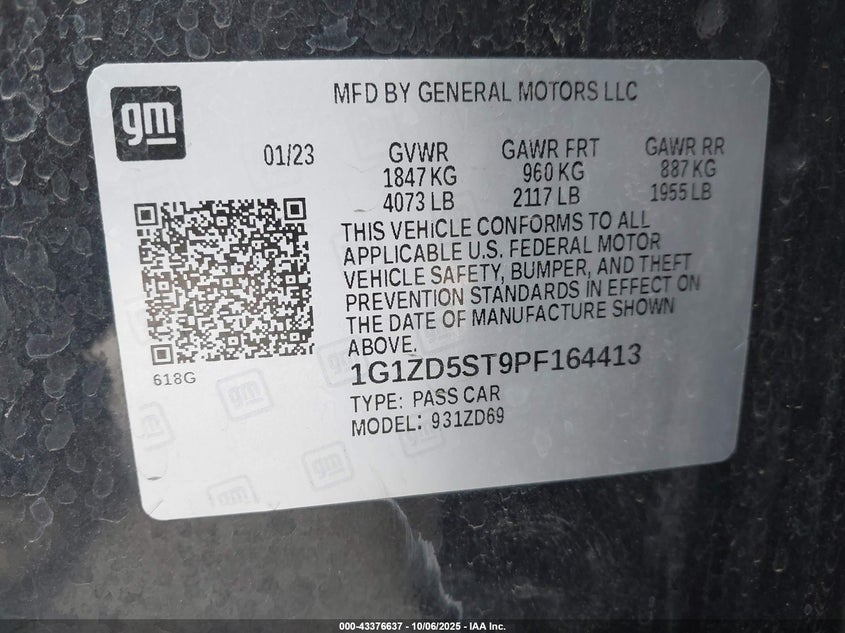 gm
MFD BY GENERAL MOTORS LLC
01/23
GVWR GAWR FRT GAWR RR
1847 KG 960 KG 887 KG
4073 LB 2117 LB 1955 LB
THIS VEHICLE CONFORMS TO ALL
APPLICABLE U.S. FEDERAL MOTOR
VEHICLE SAFETY, BUMPER, AND THEFT
PREVENTION STANDARDS IN EFFECT ON
THE DATE OF MANUFACTURE SHOWN
ABOVE.
618G
1G1ZD5ST9PF164413
TYPE: PASS CAR
MODEL: 931ZD69
gm
gm
gm
000-43376637 - 10/06/2025 - IAA Inc.